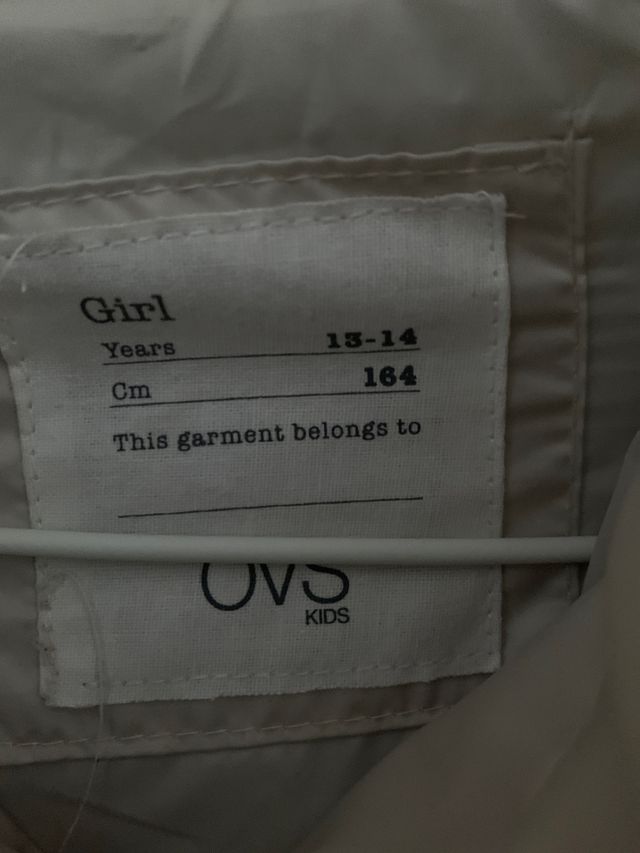 Girl
Years 13-14
Cm 164
This garment belongs to
OVS
KIDS